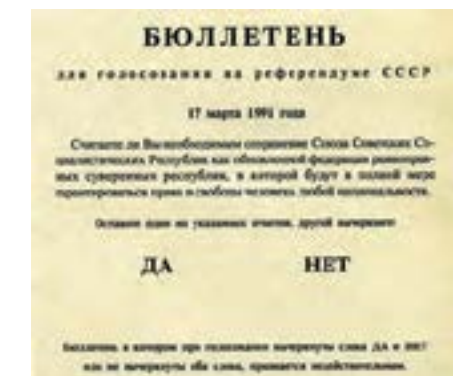 БЮЛЛЕТЕНЬ
для голосования на референдуме СССР
17 марта 1991 года
Считаете ли Вы необходимым сохранение Союза Советских Со-
циалистических Республик как обновленной федерации равноправ-
ных суверенных республик, в которой будут в полной мере
гарантироваться права и свободы человека любой национальности.
Оставьте один из указанных ответов, другой вычеркните
ДА НЕТ
Бюллетень, в котором при голосовании вычеркнуты слова ДА и НЕТ
или не вычеркнуты оба слова, признается недействительным.